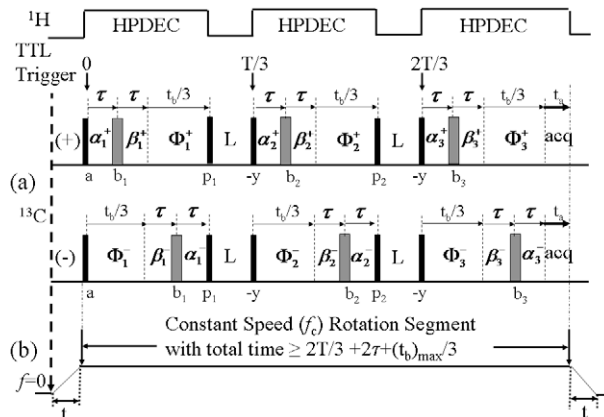 ¹H HPDEC HPDEC HPDEC
TTL Trigger 0 T/3 2T/3
τ τ t_b/3 τ τ t_b/3 τ τ t_b/3 t_a
(+) α₁⁺ β₁⁺ Φ₁⁺ L α₂⁺ β₂⁺ Φ₂⁺ L α₃⁺ β₃⁺ Φ₃⁺ acq
(a) a b₁ p₁ -y b₂ p₂ -y b₃
¹³C t_b/3 τ τ t_b/3 τ τ t_b/3 τ τ t_a
(-) Φ₁⁻ β₁⁻ α₁⁻ L Φ₂⁻ β₂⁻ α₂⁻ L Φ₃⁻ β₃⁻ α₃⁻ acq
a b₁ p₁ -y b₂ p₂ -y b₃
Constant Speed (f_c) Rotation Segment
(b) with total time ≥ 2T/3 +2τ+(t_b)_max/3
f=0
t t